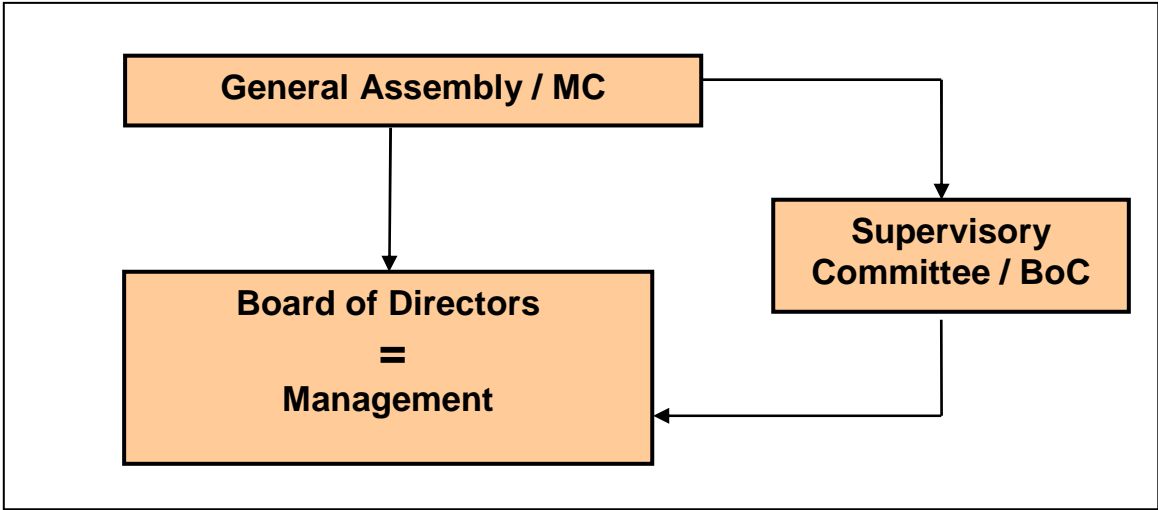 General Assembly / MC
Supervisory
Committee / BoC
Board of Directors
=
Management